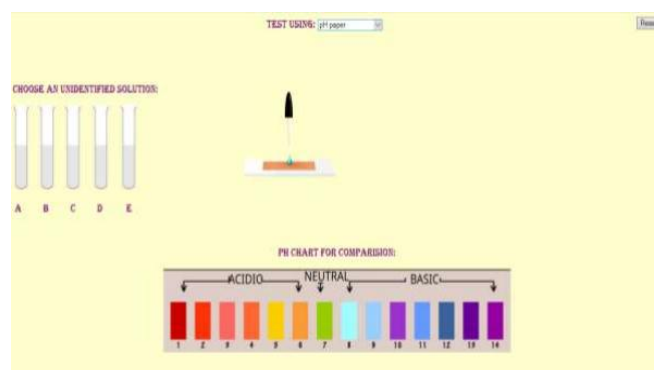 TEST USING: pH paper
CHOOSE AN UNIDENTIFIED SOLUTION:
A B C D E
PH CHART FOR COMPARISION:
ACIDIO NEUTRAL BASIC
1 2 3 4 5 6 7 8 9 10 11 12 13 14